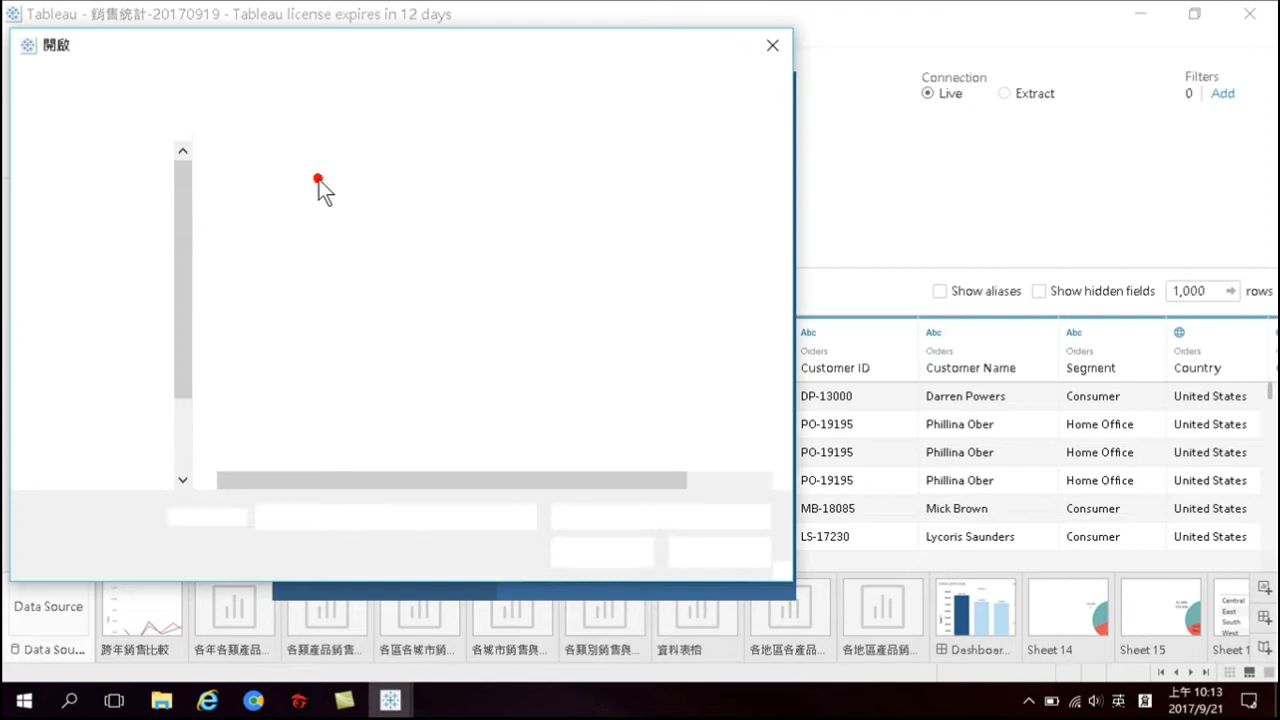 Tableau - 銷售統計-20170919 - Tableau license expires in 12 days
開啟
Connection
Live
Extract
Filters
0
Add
Show aliases
Show hidden fields
1,000
rows
Abc
Abc
Abc
Orders
Orders
Orders
Orders
Customer ID
Customer Name
Segment
Country
DP-13000
Darren Powers
Consumer
United States
PO-19195
Phillina Ober
Home Office
United States
PO-19195
Phillina Ober
Home Office
United States
PO-19195
Phillina Ober
Home Office
United States
MB-18085
Mick Brown
Consumer
United States
LS-17230
Lycoris Saunders
Consumer
United States
Data Source
Central
East
South
West
Data Sou...
跨年銷售比較
各年各類產品...
各類產品銷售...
各區各城市銷...
各城市銷售與...
各類別銷售與...
資料表格
各地區各產品...
各地區產品銷...
Dashboar...
Sheet 14
Sheet 15
Sheet 1
英
上午 10:13
2017/9/21